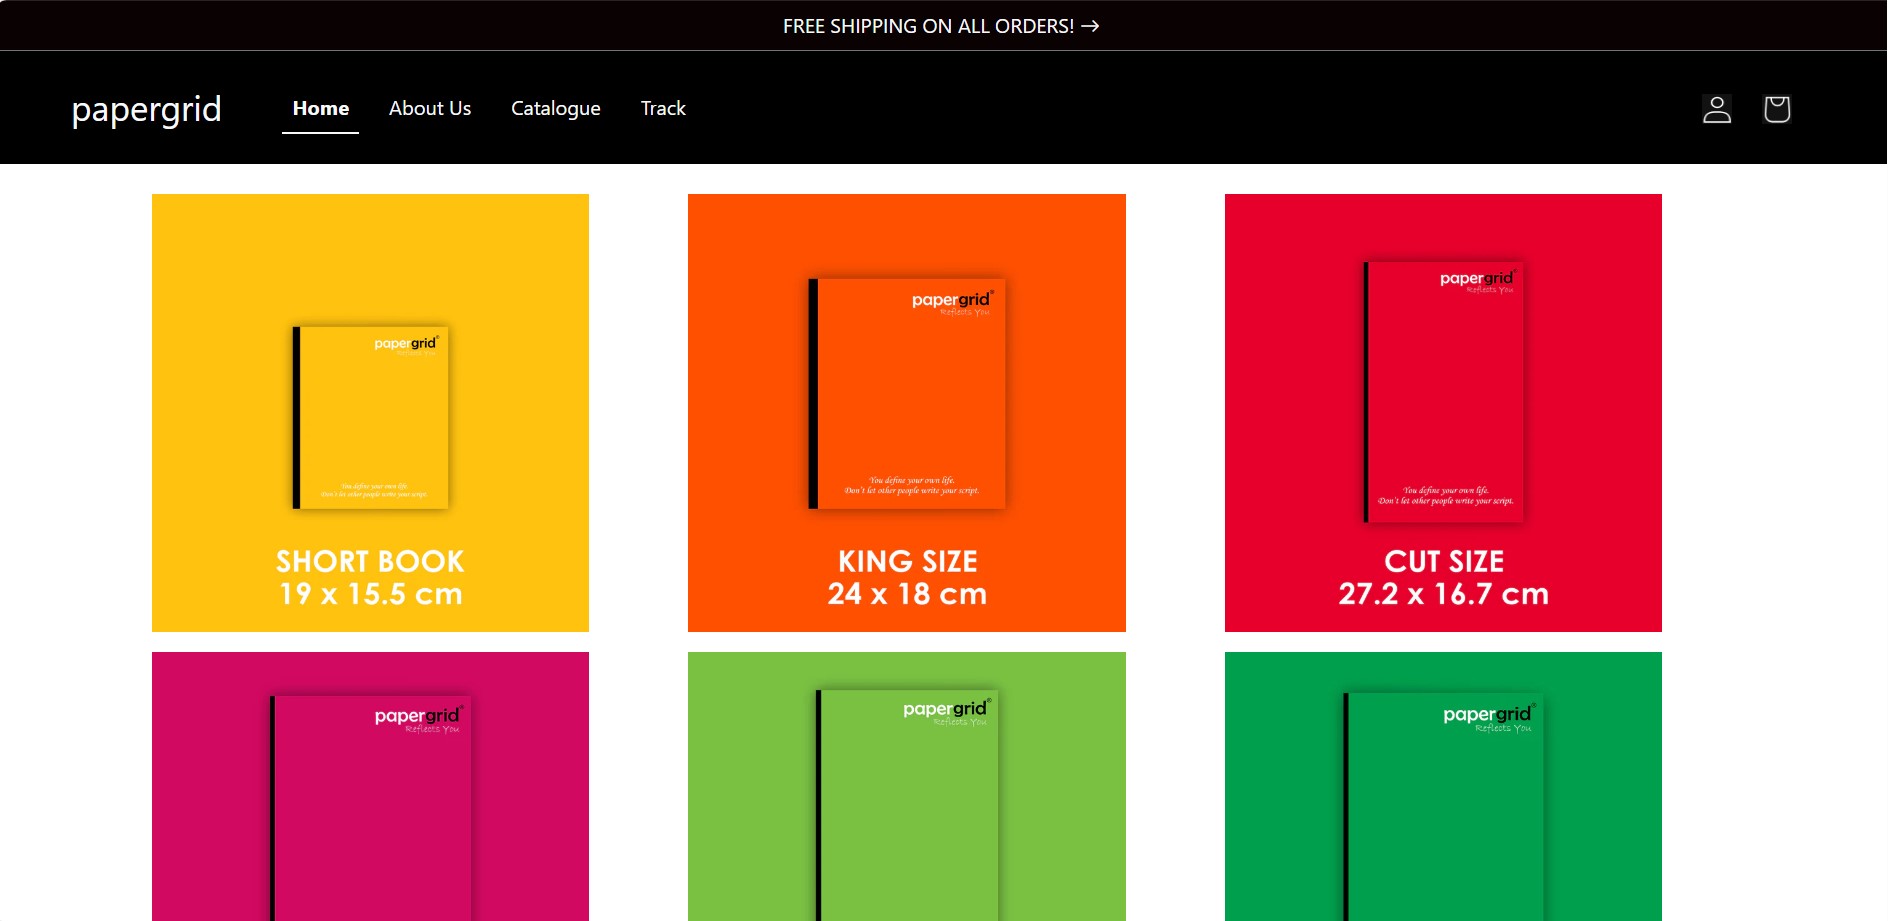 FREE SHIPPING ON ALL ORDERS! →
papergrid
Home
About Us
Catalogue
Track
papergrid®
Reflects You
You define your own life.
Don't let other people write your script.
SHORT BOOK
19 x 15.5 cm
papergrid®
Reflects You
You define your own life.
Don't let other people write your script.
KING SIZE
24 x 18 cm
papergrid®
Reflects You
You define your own life.
Don't let other people write your script.
CUT SIZE
27.2 x 16.7 cm
papergrid®
Reflects You
papergrid®
Reflects You
papergrid®
Reflects You